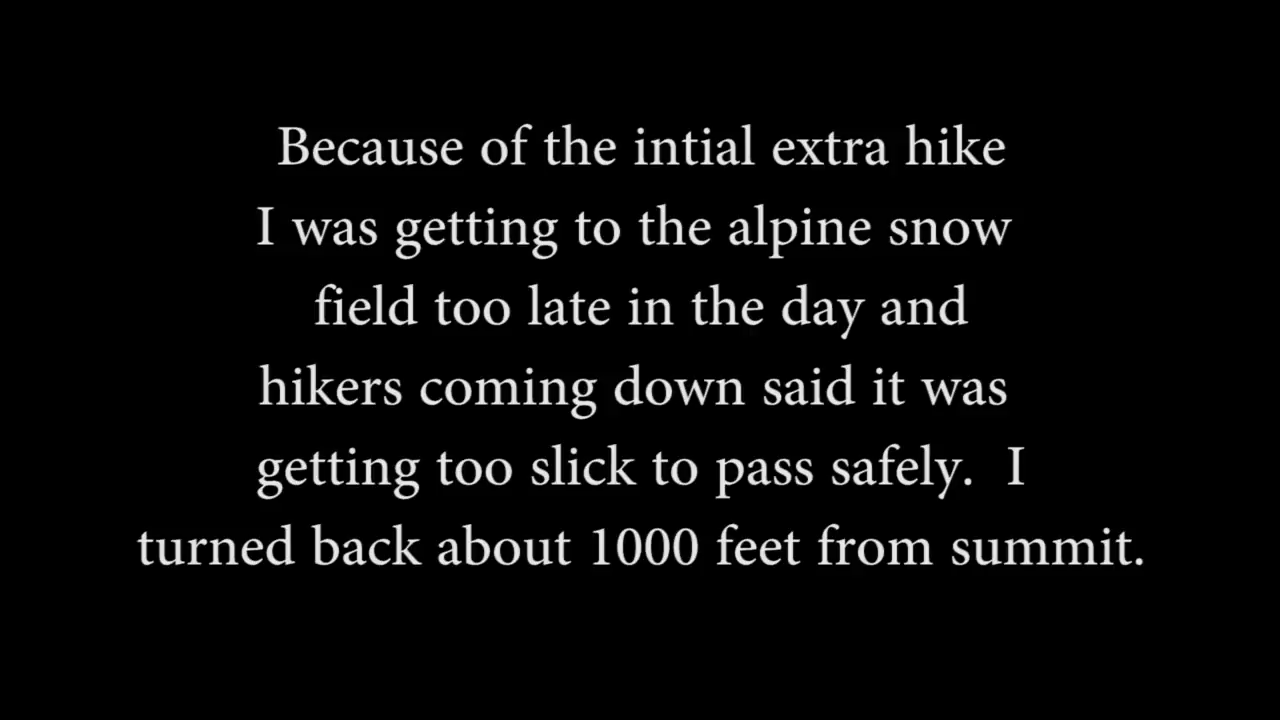 Because of the intial extra hike
I was getting to the alpine snow
field too late in the day and
hikers coming down said it was
getting too slick to pass safely.  I
turned back about 1000 feet from summit.